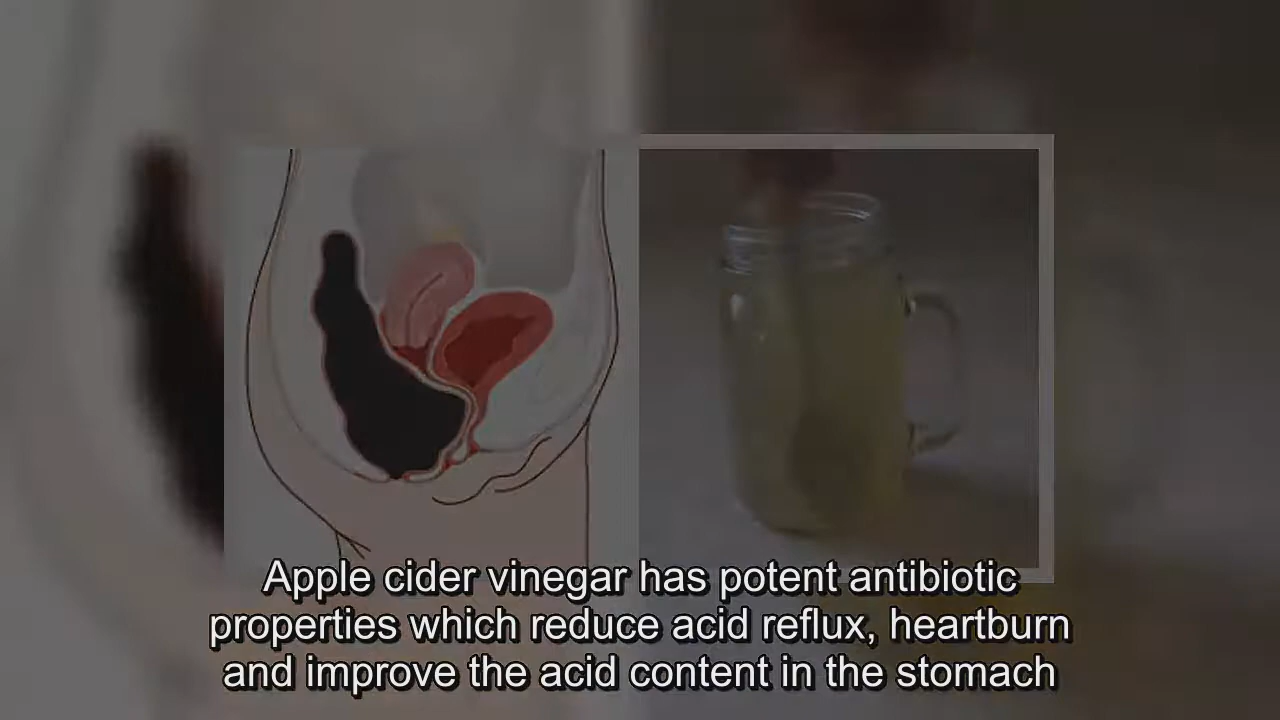 Apple cider vinegar has potent antibiotic
properties which reduce acid reflux, heartburn
and improve the acid content in the stomach